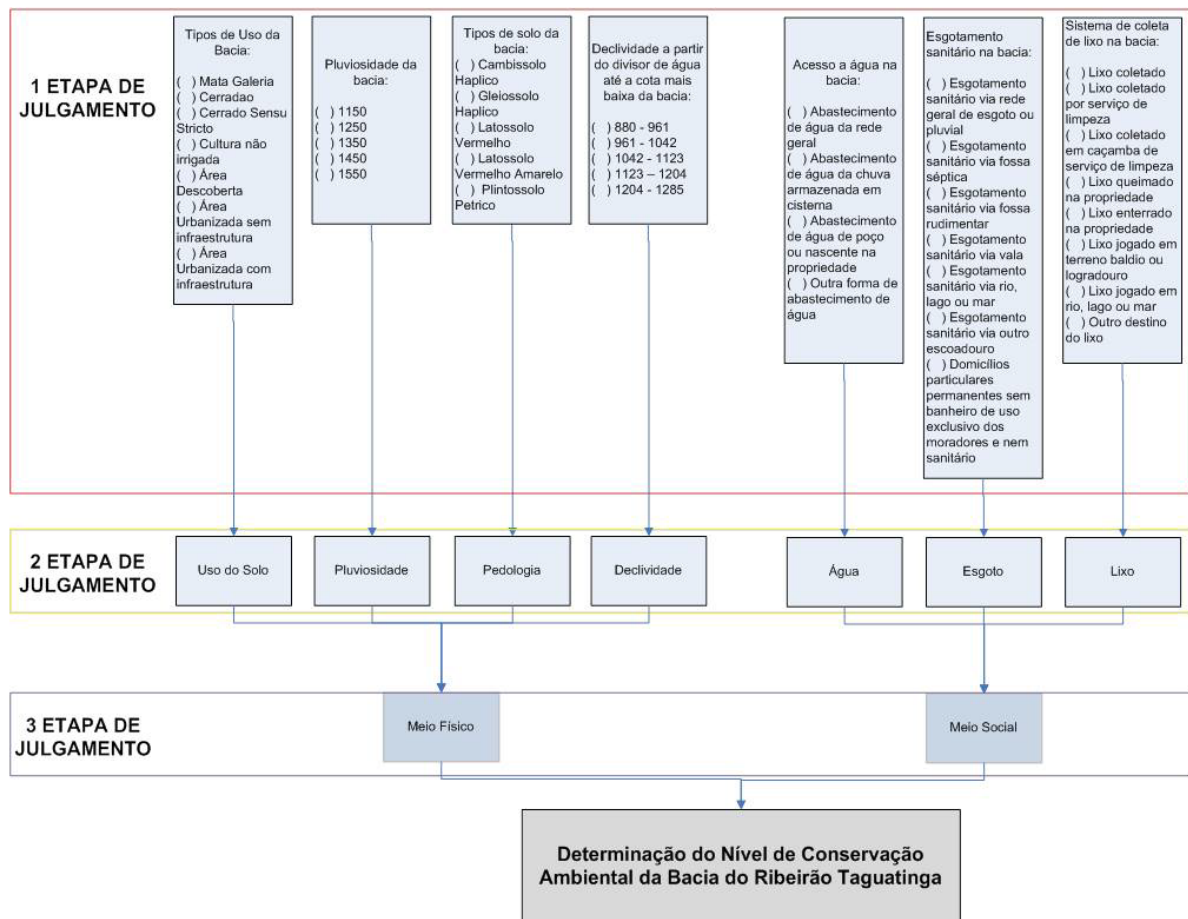 1 ETAPA DE
JULGAMENTO
Tipos de Uso da
Bacia:
( ) Mata Galeria
( ) Cerradao
( ) Cerrado Sensu
Stricto
( ) Cultura não
irrigada
( ) Área
Descoberta
( ) Área
Urbanizada sem
infraestrutura
( ) Área
Urbanizada com
infraestrutura
Pluviosidade da
bacia:
( ) 1150
( ) 1250
( ) 1350
( ) 1450
( ) 1550
Tipos de solo da
bacia:
( ) Cambissolo
Haplico
( ) Gleiossolo
Haplico
( ) Latossolo
Vermelho
( ) Latossolo
Vermelho Amarelo
( ) Plintossolo
Petrico
Declividade a partir
do divisor de água
até a cota mais
baixa da bacia:
( ) 880 - 961
( ) 961 - 1042
( ) 1042 - 1123
( ) 1123 – 1204
( ) 1204 - 1285
Acesso a água na
bacia:
( ) Abastecimento
de água da rede
geral
( ) Abastecimento
de água da chuva
armazenada em
cisterna
( ) Abastecimento
de água de poço
ou nascente na
propriedade
( ) Outra forma de
abastecimento de
água
Esgotamento
sanitário na bacia:
( ) Esgotamento
sanitário via rede
geral de esgoto ou
pluvial
( ) Esgotamento
sanitário via fossa
séptica
( ) Esgotamento
sanitário via fossa
rudimentar
( ) Esgotamento
sanitário via vala
( ) Esgotamento
sanitário via rio,
lago ou mar
( ) Esgotamento
sanitário via outro
escoadouro
( ) Domicílios
particulares
permanentes sem
banheiro de uso
exclusivo dos
moradores e nem
sanitário
Sistema de coleta
de lixo na bacia:
( ) Lixo coletado
( ) Lixo coletado
por serviço de
limpeza
( ) Lixo coletado
em caçamba de
serviço de limpeza
( ) Lixo queimado
na propriedade
( ) Lixo enterrado
na propriedade
( ) Lixo jogado em
terreno baldio ou
logradouro
( ) Lixo jogado em
rio, lago ou mar
( ) Outro destino
do lixo
2 ETAPA DE
JULGAMENTO
Uso do Solo
Pluviosidade
Pedologia
Declividade
Água
Esgoto
Lixo
3 ETAPA DE
JULGAMENTO
Meio Físico
Meio Social
Determinação do Nível de Conservação
Ambiental da Bacia do Ribeirão Taguatinga